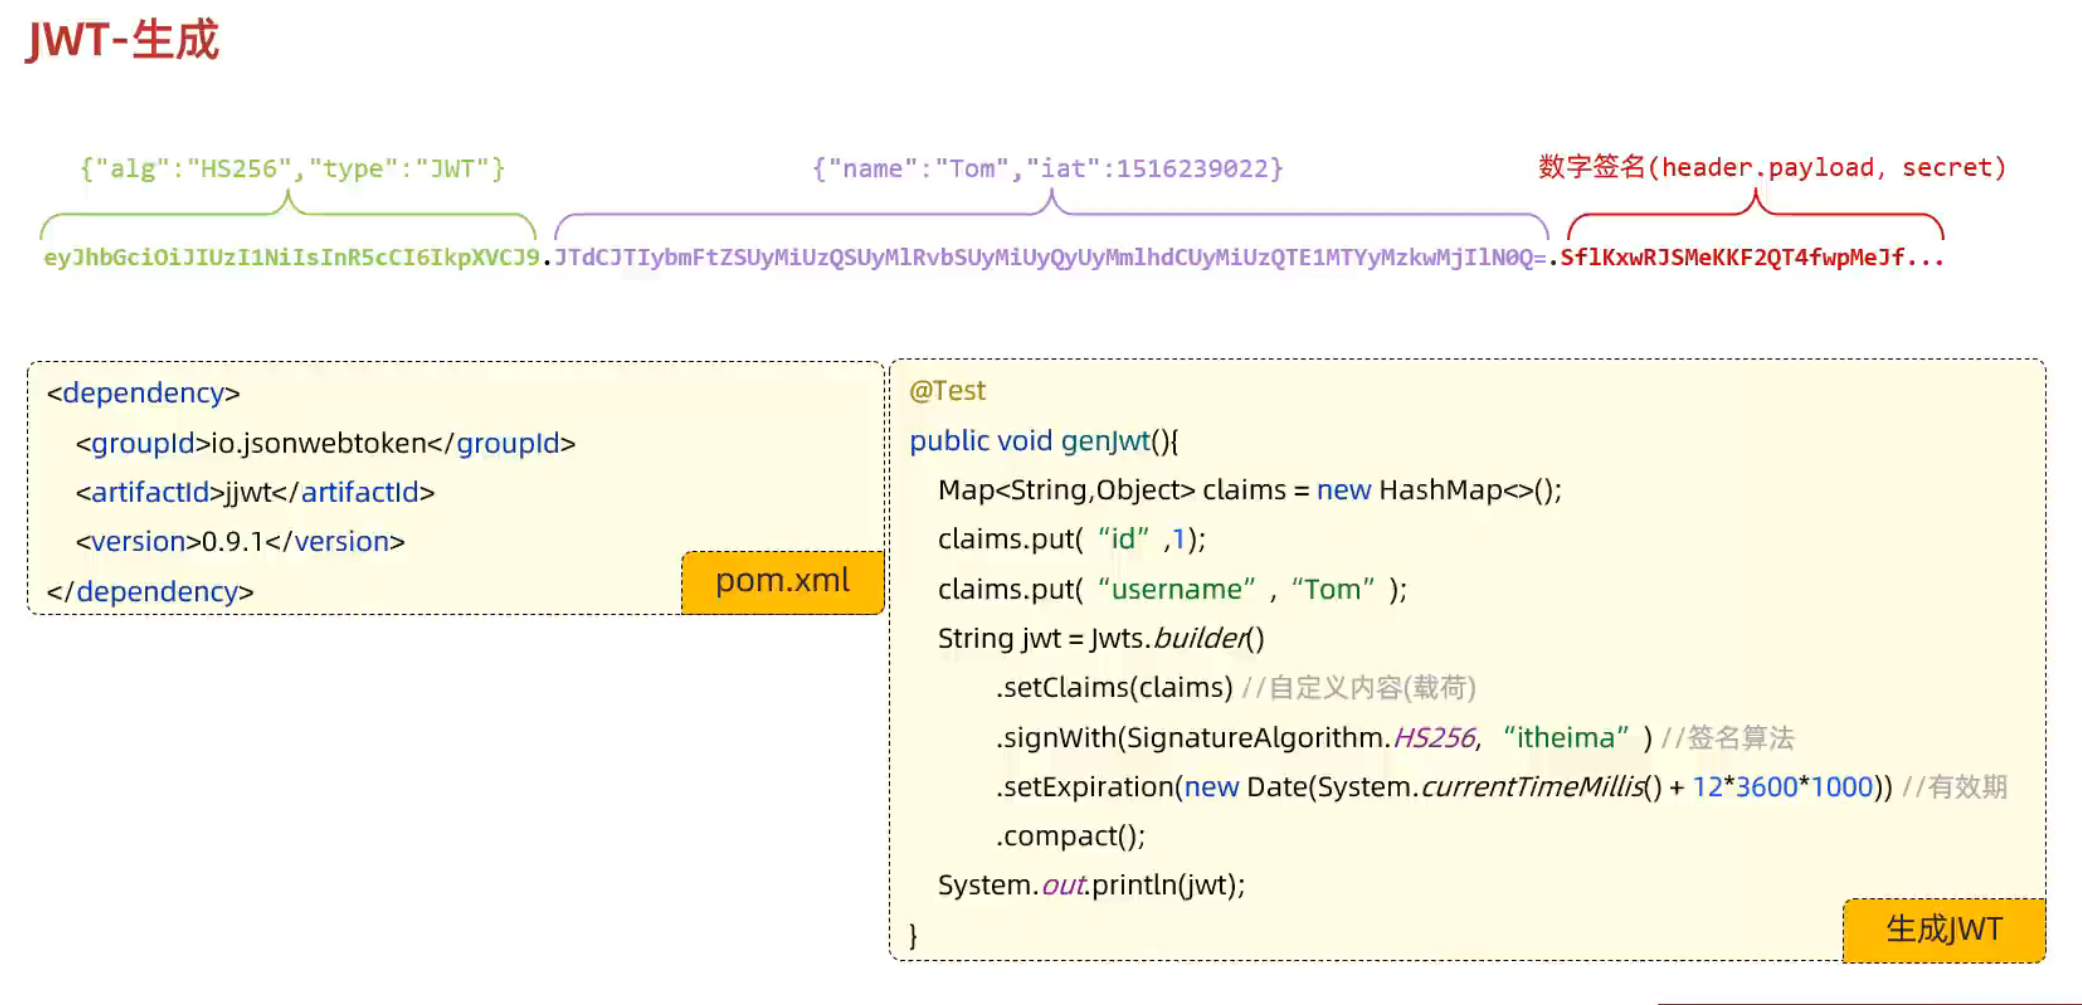 JWT-生成
{"alg":"HS256","type":"JWT"}
{"name":"Tom","iat":1516239022}
数字签名(header.payload, secret)
eyJhbGciOiJIUzI1NiIsInR5cCI6IkpXVCJ9.JTdCJTIybmFtZSUyMiUzQSUyMlRvbSUyMiUyQyUyMmlhdCUyMiUzQTE1MTYyMzkwMjIlN0Q=.SflKxwRJSMeKKF2QT4fwpMeJf...
<dependency>
<groupId>io.jsonwebtoken</groupId>
<artifactId>jjwt</artifactId>
<version>0.9.1</version>
</dependency>
pom.xml
@Test
public void genJwt(){
Map<String,Object> claims = new HashMap<>();
claims.put( “id” ,1);
claims.put( “username” , “Tom” );
String jwt = Jwts.builder()
.setClaims(claims) //自定义内容(载荷)
.signWith(SignatureAlgorithm.HS256, “itheima” ) //签名算法
.setExpiration(new Date(System.currentTimeMillis() + 12*3600*1000)) //有效期
.compact();
System.out.println(jwt);
}
生成JWT